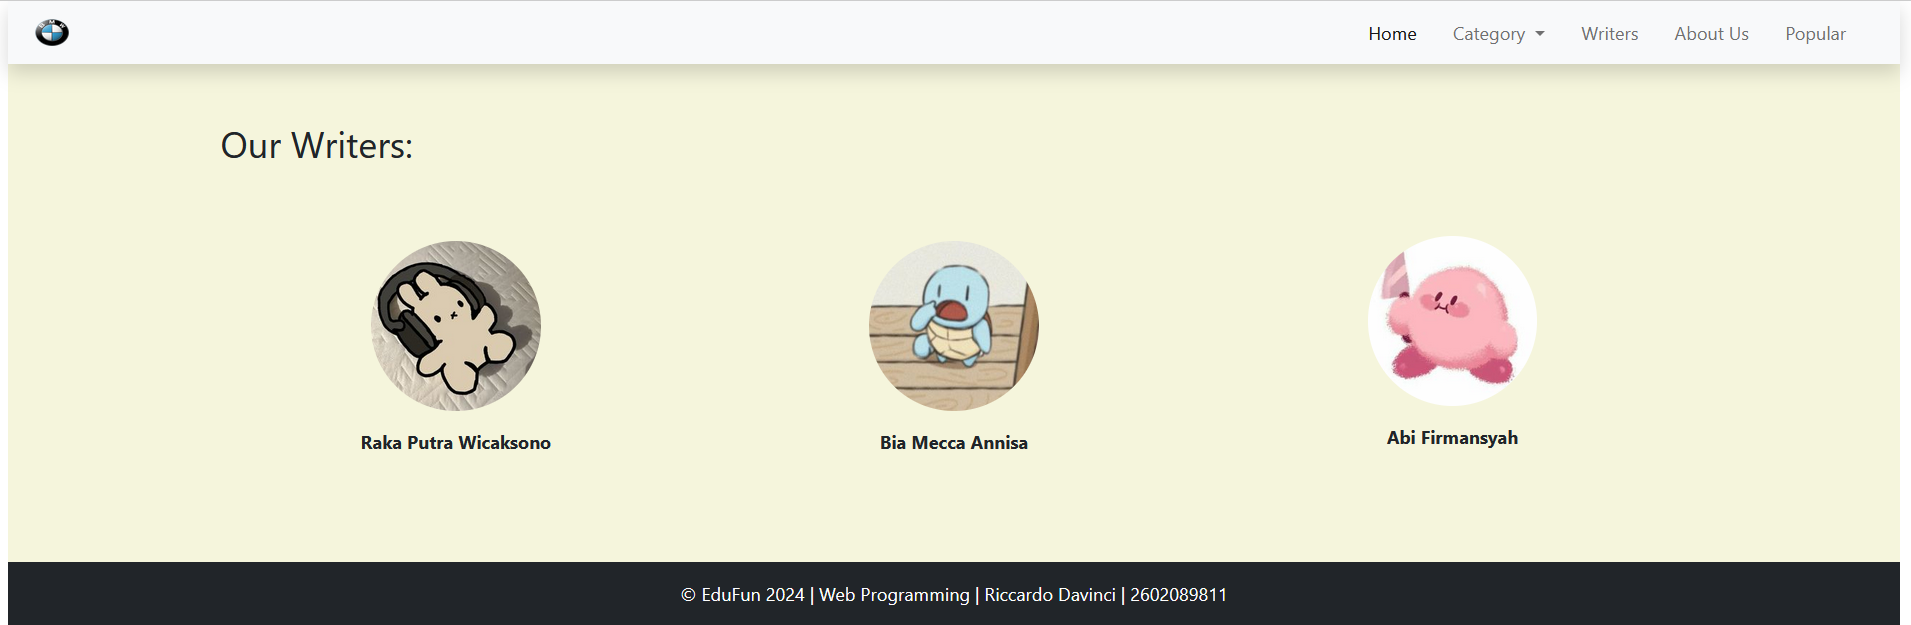 Home Category Writers About Us Popular
Our Writers:
Raka Putra Wicaksono
Bia Mecca Annisa
Abi Firmansyah
© EduFun 2024 | Web Programming | Riccardo Davinci | 2602089811